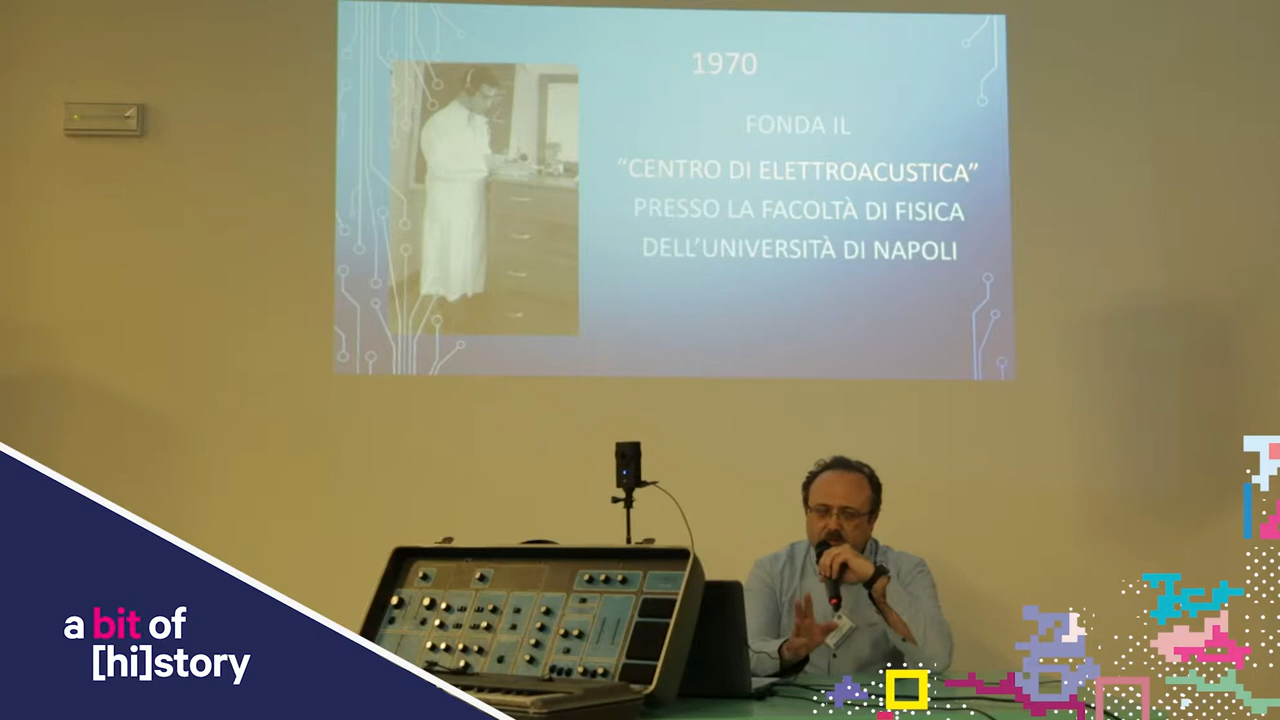 1970
FONDA IL
“CENTRO DI ELETTROACUSTICA”
PRESSO LA FACOLTÀ DI FISICA
DELL’UNIVERSITÀ DI NAPOLI
a bit of
[hi]story